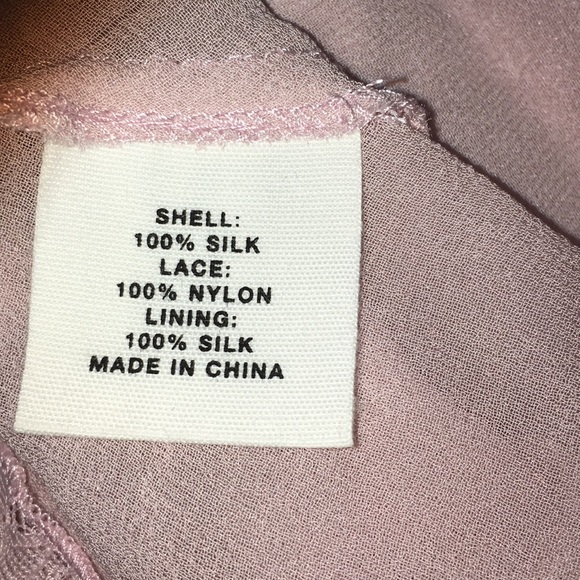 SHELL:
100% SILK
LACE:
100% NYLON
LINING:
100% SILK
MADE IN CHINA